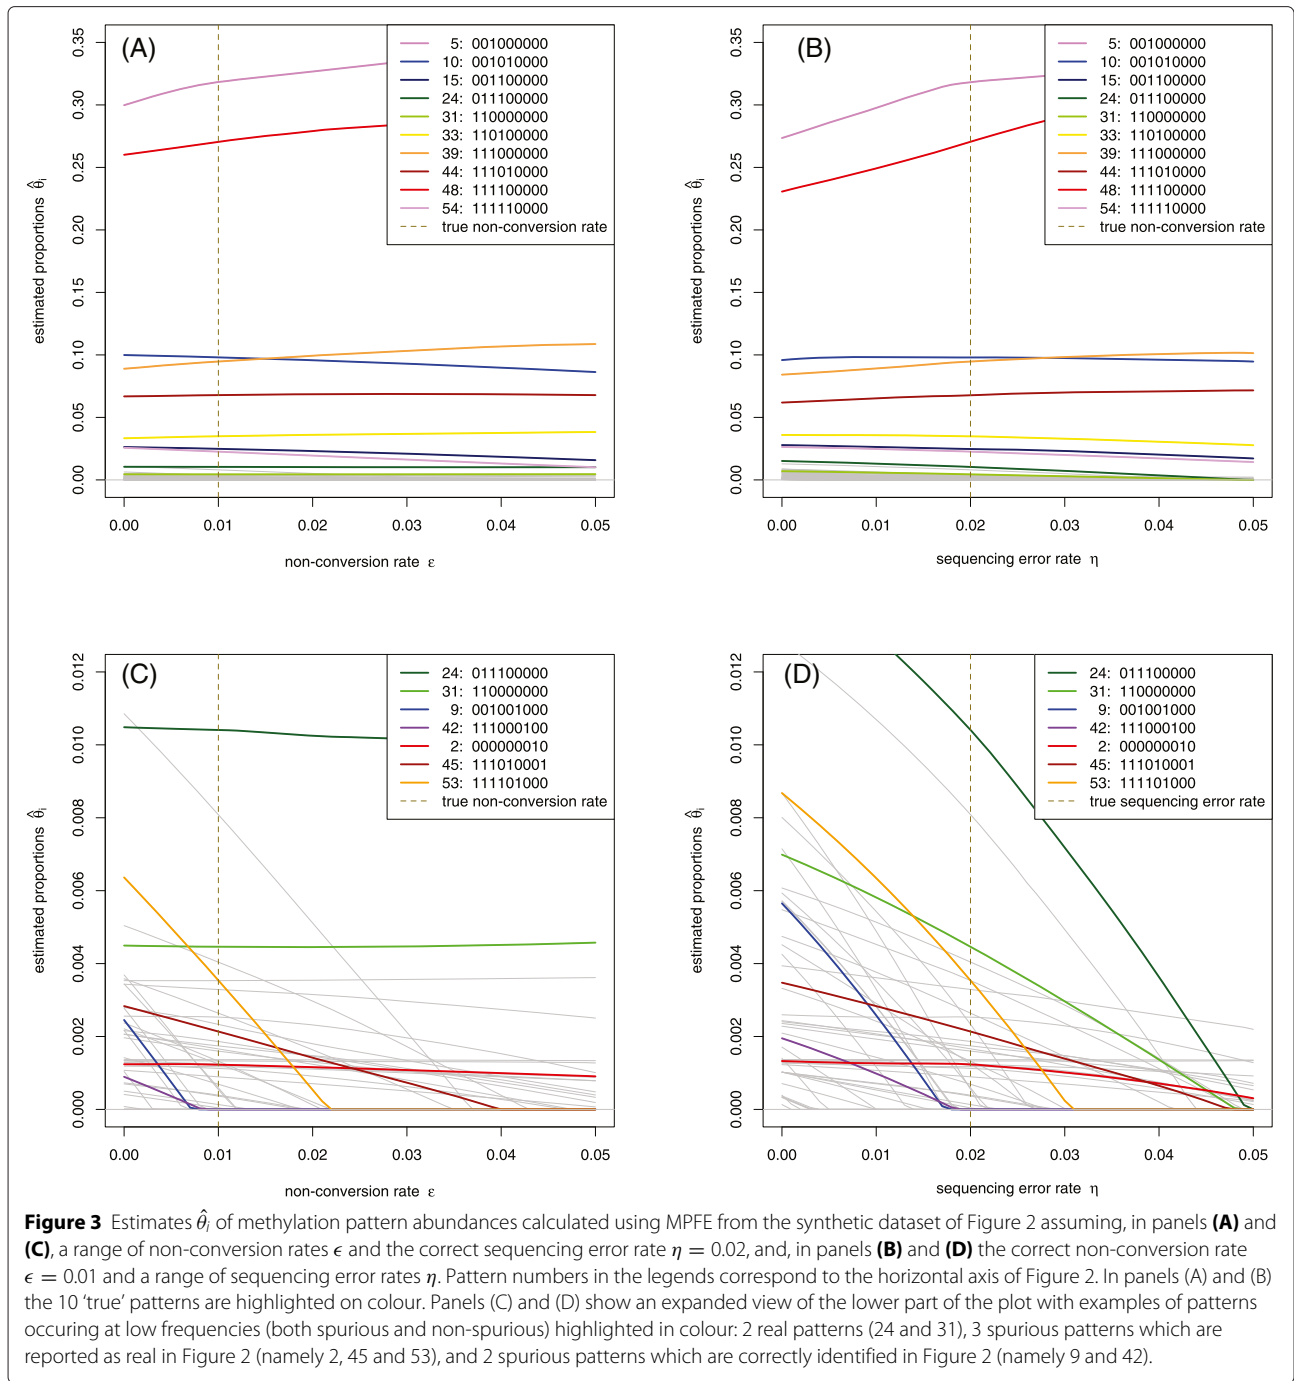 (A)
0.35
0.30
0.25
0.20
0.15
0.10
0.05
0.00
estimated proportions θ̂i
5: 001000000
10: 001010000
15: 001100000
24: 011100000
31: 110000000
33: 110100000
39: 111000000
44: 111010000
48: 111100000
54: 111110000
true non-conversion rate
0.00 0.01 0.02 0.03 0.04 0.05
non-conversion rate ε
(B)
0.35
0.30
0.25
0.20
0.15
0.10
0.05
0.00
estimated proportions θ̂i
5: 001000000
10: 001010000
15: 001100000
24: 011100000
31: 110000000
33: 110100000
39: 111000000
44: 111010000
48: 111100000
54: 111110000
true non-conversion rate
0.00 0.01 0.02 0.03 0.04 0.05
sequencing error rate η
(C)
0.012
0.010
0.008
0.006
0.004
0.002
0.000
estimated proportions θ̂i
24: 011100000
31: 110000000
9: 001001000
42: 111000100
2: 000000010
45: 111010001
53: 111101000
true non-conversion rate
0.00 0.01 0.02 0.03 0.04 0.05
non-conversion rate ε
(D)
0.012
0.010
0.008
0.006
0.004
0.002
0.000
estimated proportions θ̂i
24: 011100000
31: 110000000
9: 001001000
42: 111000100
2: 000000010
45: 111010001
53: 111101000
true sequencing error rate
0.00 0.01 0.02 0.03 0.04 0.05
sequencing error rate η
Figure 3 Estimates θ̂i of methylation pattern abundances calculated using MPFE from the synthetic dataset of Figure 2 assuming, in panels (A) and
(C), a range of non-conversion rates ϵ and the correct sequencing error rate η = 0.02, and, in panels (B) and (D) the correct non-conversion rate
ϵ = 0.01 and a range of sequencing error rates η. Pattern numbers in the legends correspond to the horizontal axis of Figure 2. In panels (A) and (B)
the 10 ‘true’ patterns are highlighted on colour. Panels (C) and (D) show an expanded view of the lower part of the plot with examples of patterns
occuring at low frequencies (both spurious and non-spurious) highlighted in colour: 2 real patterns (24 and 31), 3 spurious patterns which are
reported as real in Figure 2 (namely 2, 45 and 53), and 2 spurious patterns which are correctly identified in Figure 2 (namely 9 and 42).